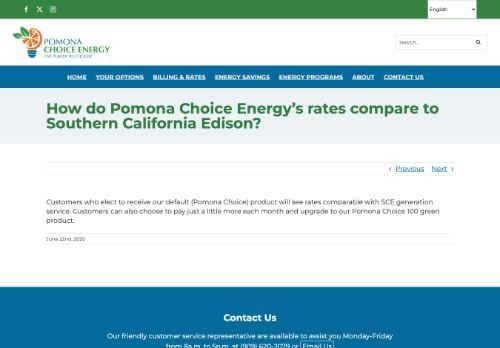 English
POMONA
CHOICE ENERGY
THE POWER TO CHOOSE
Search...
HOME YOUR OPTIONS BILLING & RATES ENERGY SAVINGS ENERGY PROGRAMS ABOUT CONTACT US
How do Pomona Choice Energy's rates compare to
Southern California Edison?
Previous Next
Customers who elect to receive our default (Pomona Choice) product will see rates comparable with SCE generation
service. Customers can also choose to pay just a little more each month and upgrade to our Pomona Choice 100 green
product.
June 22nd, 2020
Contact Us
Our friendly customer service representative are available to assist you Monday-Friday
from 8a.m. to 5p.m. at (909) 620-2079 or Email Us